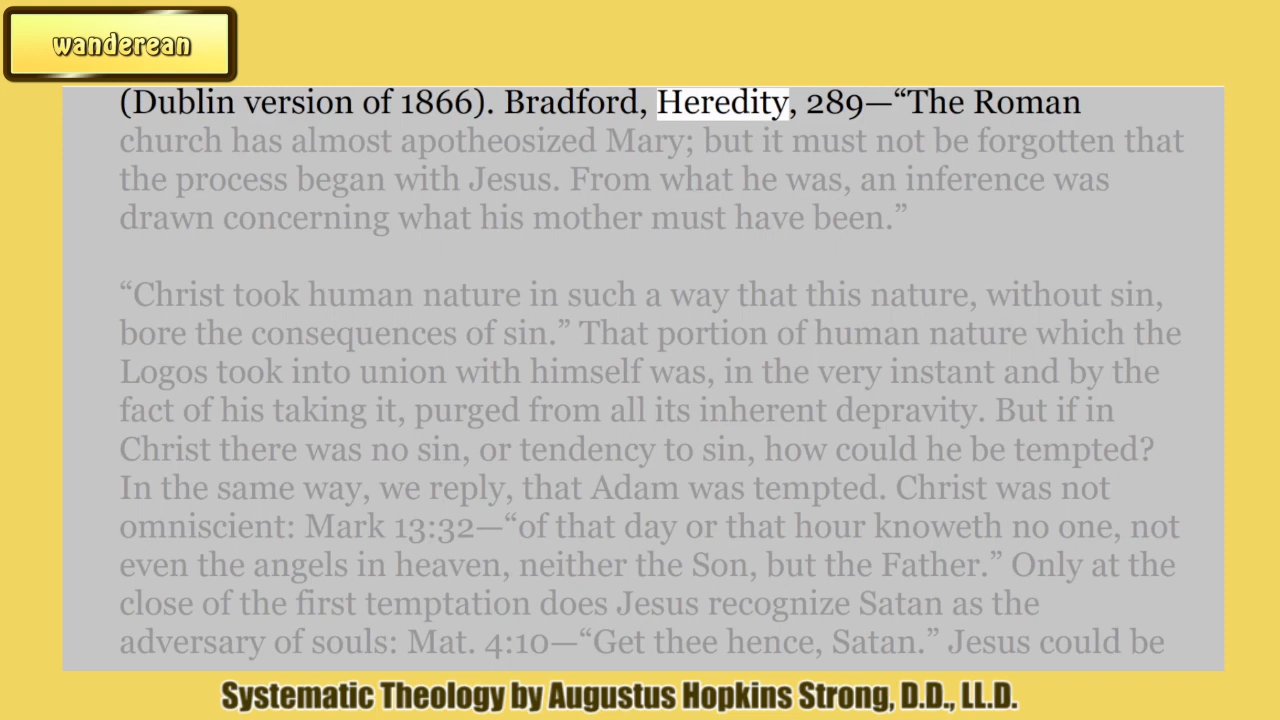 wanderean
(Dublin version of 1866). Bradford, Heredity, 289—“The Roman
church has almost apotheosized Mary; but it must not be forgotten that
the process began with Jesus. From what he was, an inference was
drawn concerning what his mother must have been.”
“Christ took human nature in such a way that this nature, without sin,
bore the consequences of sin.” That portion of human nature which the
Logos took into union with himself was, in the very instant and by the
fact of his taking it, purged from all its inherent depravity. But if in
Christ there was no sin, or tendency to sin, how could he be tempted?
In the same way, we reply, that Adam was tempted. Christ was not
omniscient: Mark 13:32—“of that day or that hour knoweth no one, not
even the angels in heaven, neither the Son, but the Father.” Only at the
close of the first temptation does Jesus recognize Satan as the
adversary of souls: Mat. 4:10—“Get thee hence, Satan.” Jesus could be
Systematic Theology by Augustus Hopkins Strong, D.D., LL.D.